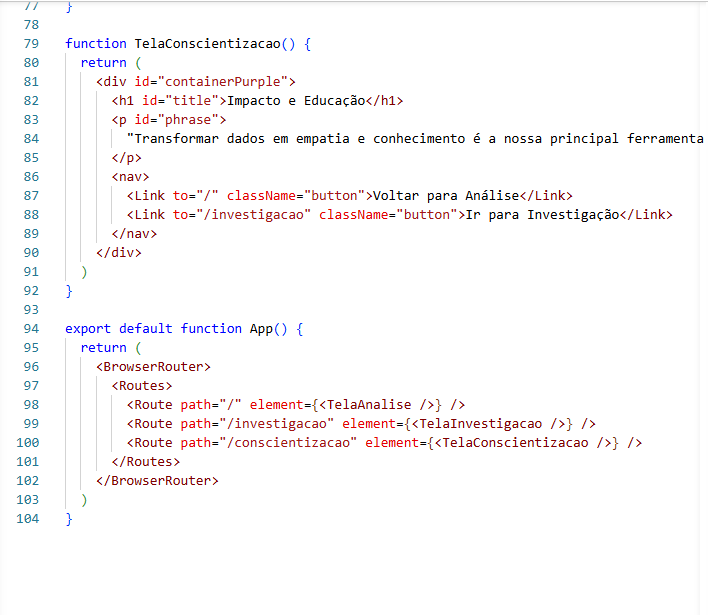 77 }
78
79 function TelaConscientizacao() {
80 return (
81 <div id="containerPurple">
82 <h1 id="title">Impacto e Educação</h1>
83 <p id="phrase">
84 "Transformar dados em empatia e conhecimento é a nossa principal ferramenta
85 </p>
86 <nav>
87 <Link to="/" className="button">Voltar para Análise</Link>
88 <Link to="/investigacao" className="button">Ir para Investigação</Link>
89 </nav>
90 </div>
91 )
92 }
93
94 export default function App() {
95 return (
96 <BrowserRouter>
97 <Routes>
98 <Route path="/" element={<TelaAnalise />} />
99 <Route path="/investigacao" element={<TelaInvestigacao />} />
100 <Route path="/conscientizacao" element={<TelaConscientizacao />} />
101 </Routes>
102 </BrowserRouter>
103 )
104 }